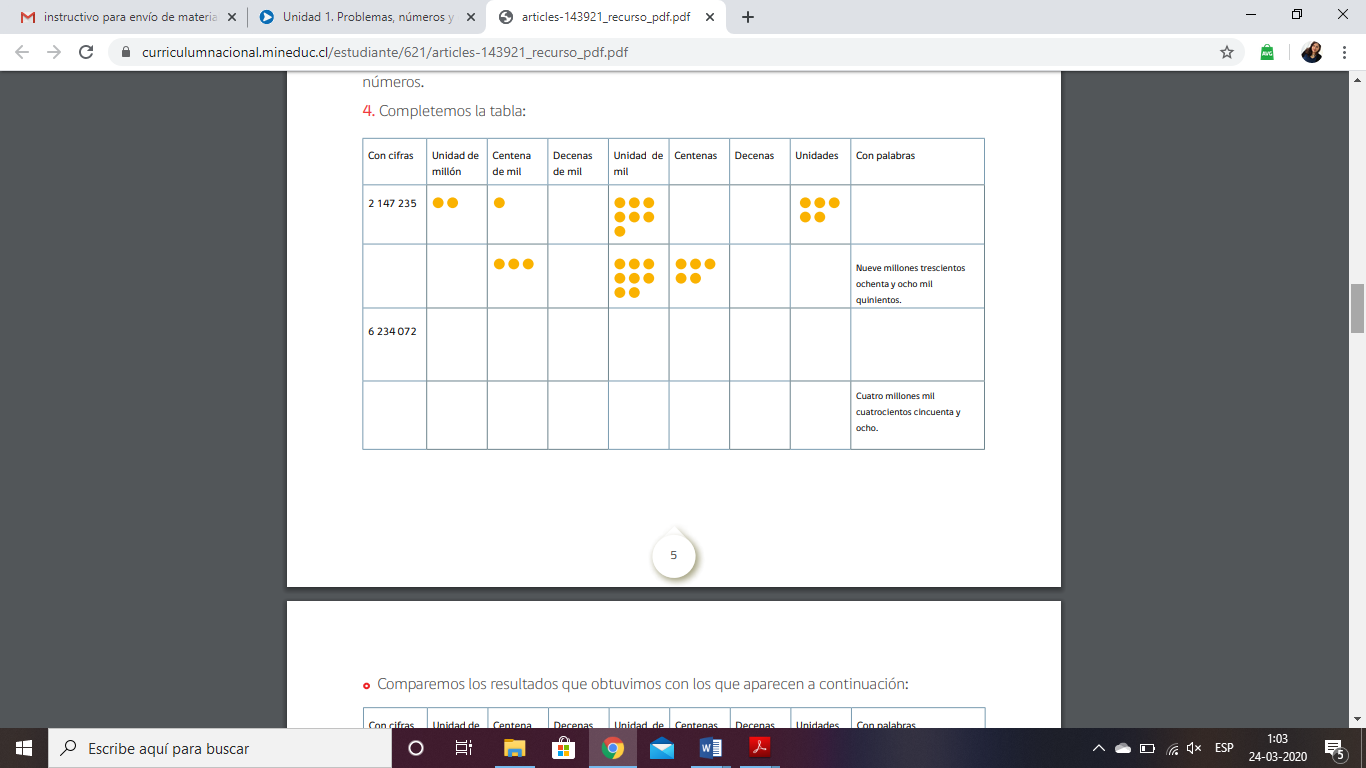 instructivo para envío de materia
Unidad 1. Problemas, números y
articles-143921_recurso_pdf.pdf
curriculumnacional.mineduc.cl/estudiante/621/articles-143921_recurso_pdf.pdf
AVG
números.
4. Completemos la tabla:
Con cifras
Unidad de
millón
Centena
de mil
Decenas
de mil
Unidad de
mil
Centenas
Decenas
Unidades
Con palabras
2 147 235
Nueve millones trescientos
ochenta y ocho mil
quinientos.
6 234 072
Cuatro millones mil
cuatrocientos cincuenta y
ocho.
5
Comparemos los resultados que obtuvimos con los que aparecen a continuación:
Con cifras
Unidad de
Centena
Decenas
Unidad de
Centenas
Decenas
Unidades
Con palabras
Escribe aquí para buscar
ESP
1:03
24-03-2020
5